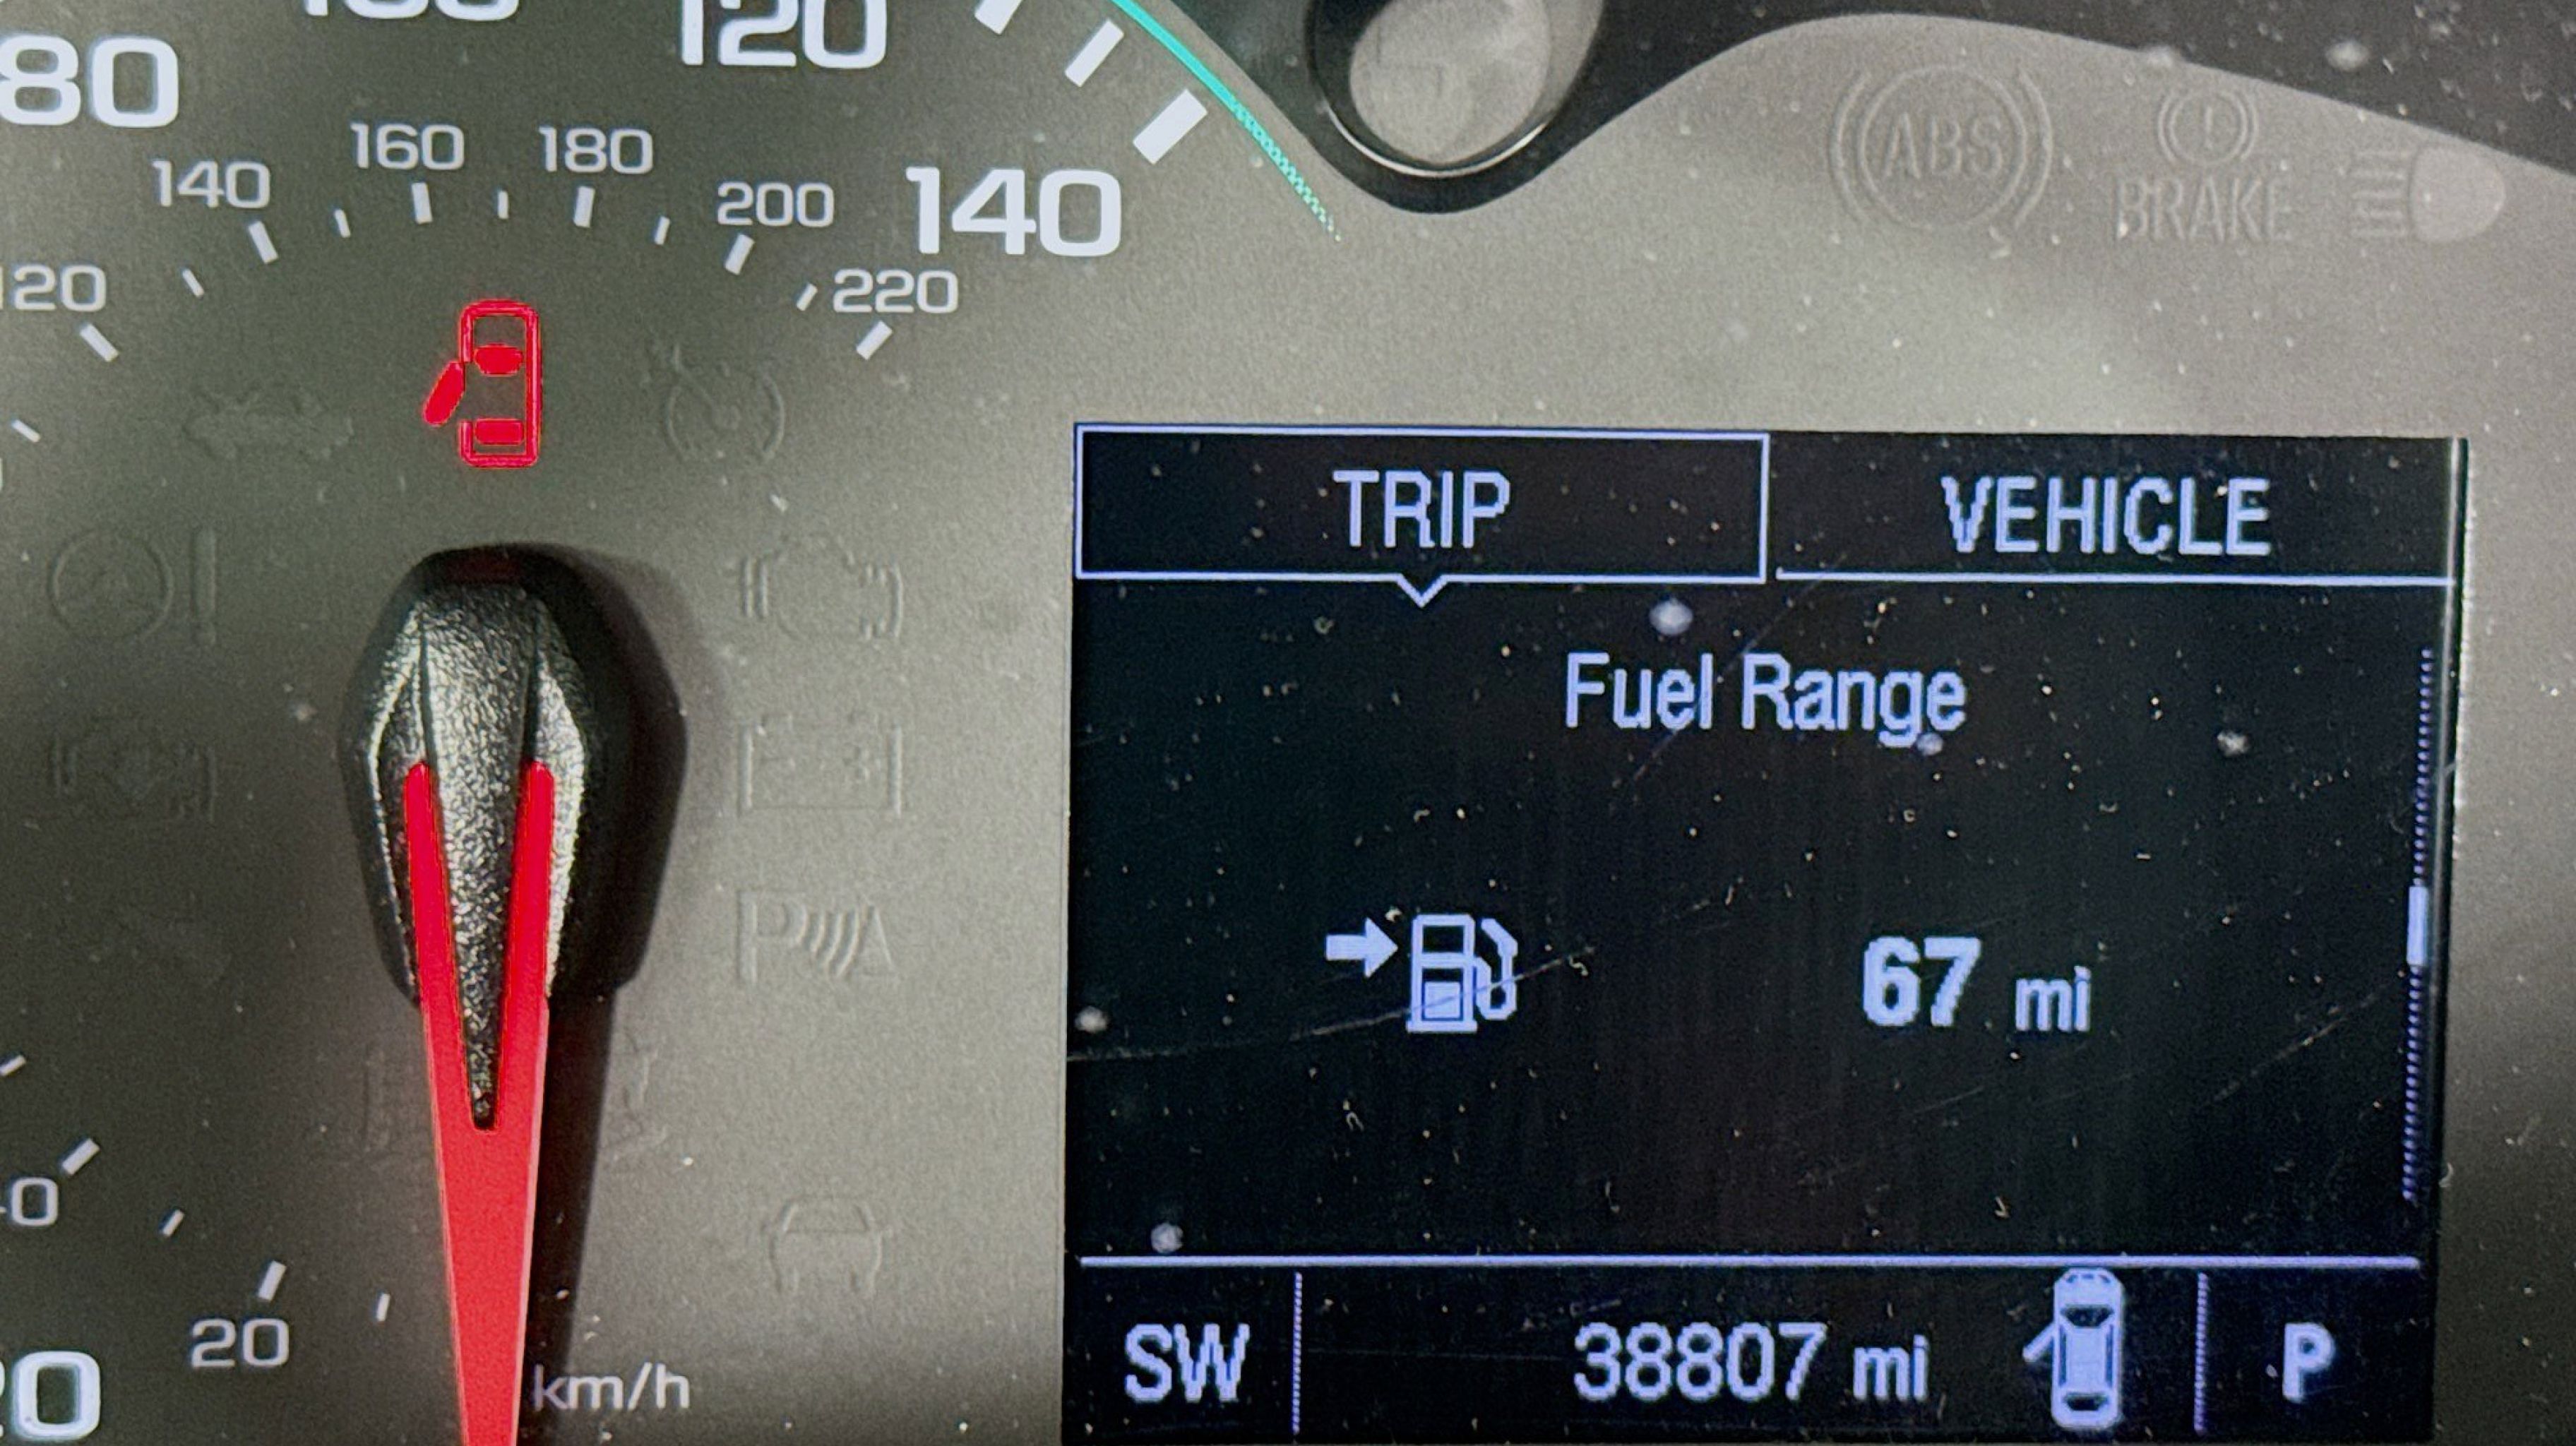 80
120
140
160
180
140
200
220
120
ABS
BRAKE
TRIP
VEHICLE
Fuel Range
67 mi
P
20
km/h
SW
38807 mi
P